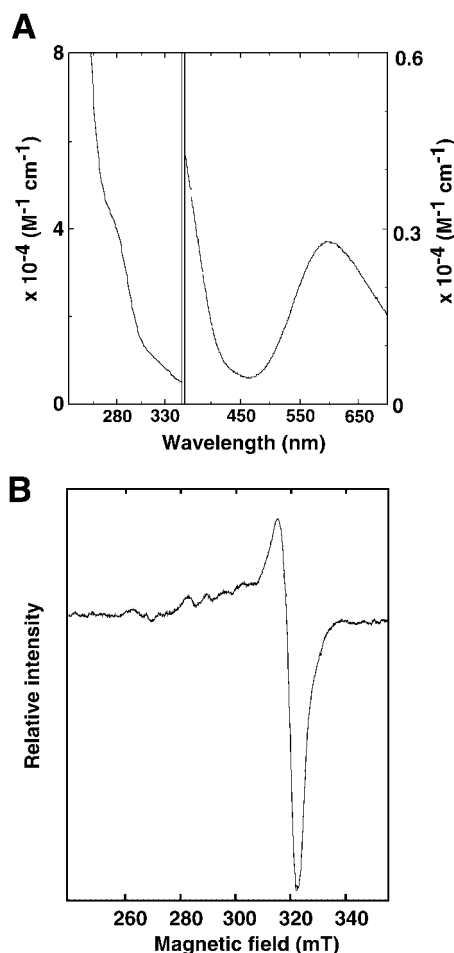 A
8
4
0
x 10-4 (M-1 cm-1)
0.6
0.3
0
x 10-4 (M-1 cm-1)
280 330 450 550 650
Wavelength (nm)
B
Relative intensity
260 280 300 320 340
Magnetic field (mT)